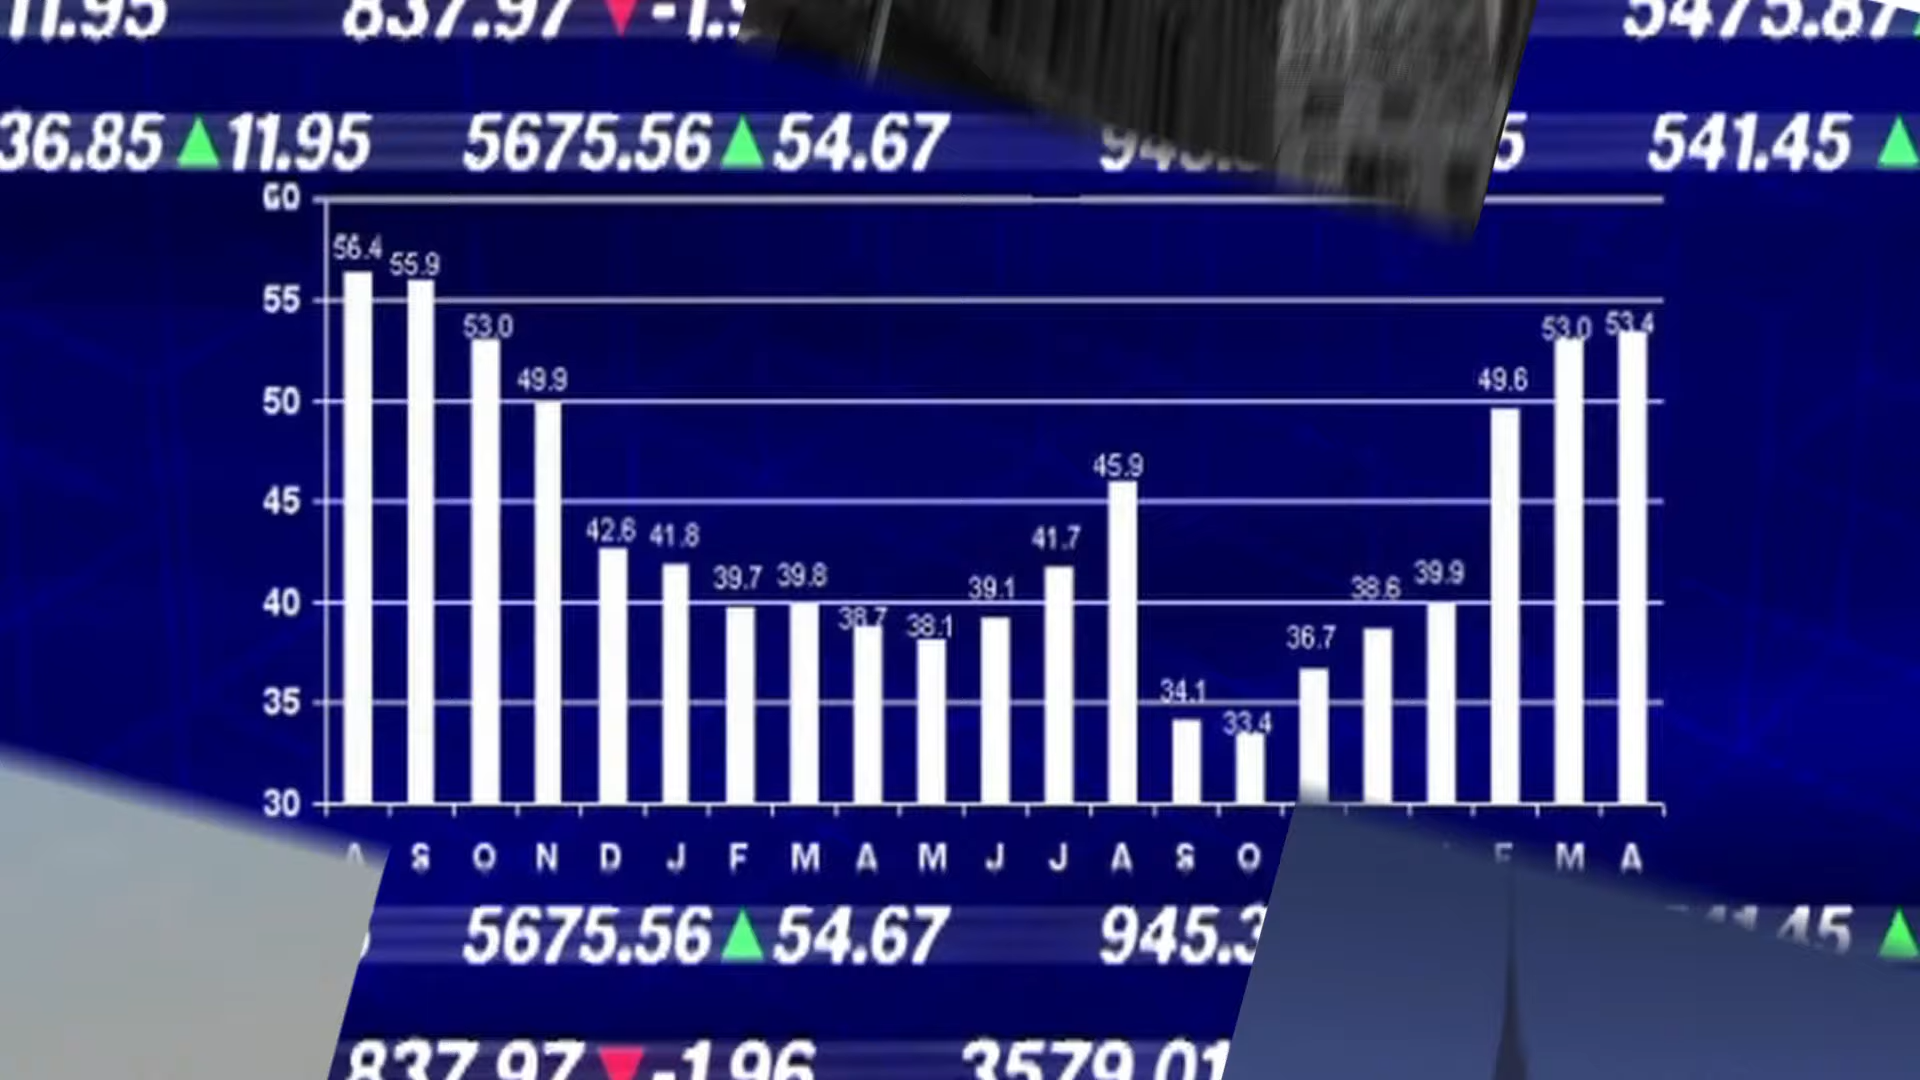 11.95 837.97 ▼ -1.9 5475.87
36.85 ▲ 11.95 5675.56 ▲ 54.67 5 541.45 ▲
60
56.4 55.9
55
53.0 53.0 53.4
50
49.9 49.6
45.9
45
42.6 41.8 41.7
39.7 39.8 39.1 38.6 39.9
40
38.7 38.1
36.7
35
34.1 33.4
30
A S O N D J F M A M J J A S O F M A
5675.56 ▲ 54.67 945.3 41.45 ▲
837.97 ▼ -1.96 3579.01